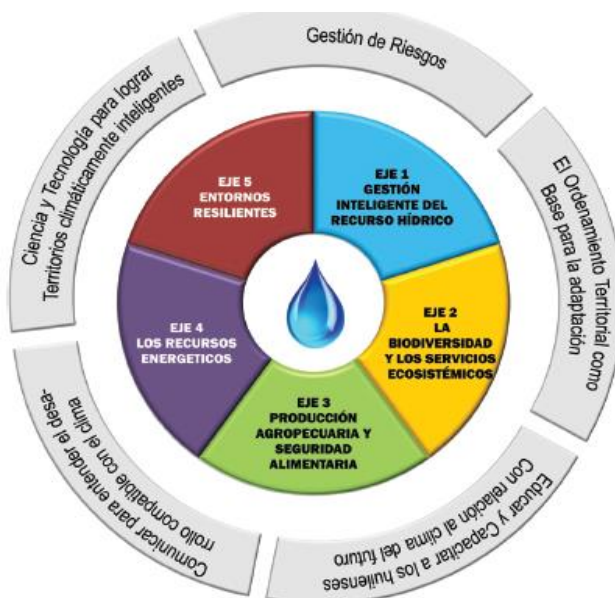 Gestión de Riesgos
El Ordenamiento Territorial como
Base para la adaptación
Educar y Capacitar a los huilenses
Con relación al clima del futuro
Comunicar para entender el desa-
rrollo compatible con el clima
Ciencia y Tecnología para lograr
Territorios climáticamente inteligentes
EJE 1
GESTIÓN
INTELIGENTE DEL
RECURSO HÍDRICO
EJE 2
LA
BIODIVERSIDAD
Y LOS SERVICIOS
ECOSISTÉMICOS
EJE 3
PRODUCCIÓN
AGROPECUARIA Y
SEGURIDAD
ALIMENTARIA
EJE 4
LOS RECURSOS
ENERGETICOS
EJE 5
ENTORNOS
RESILIENTES